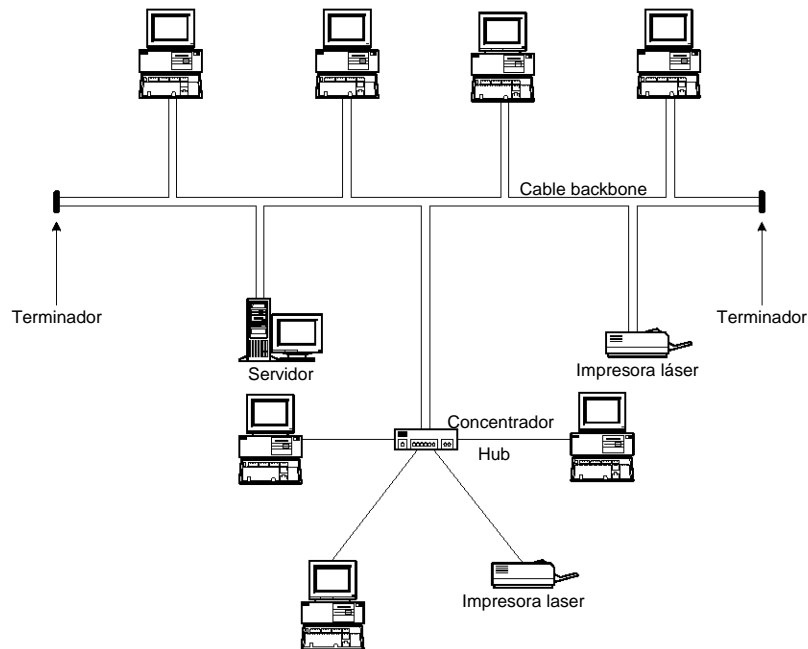 Cable backbone
Terminador
Terminador
Servidor
Impresora láser
Concentrador
Hub
Impresora laser